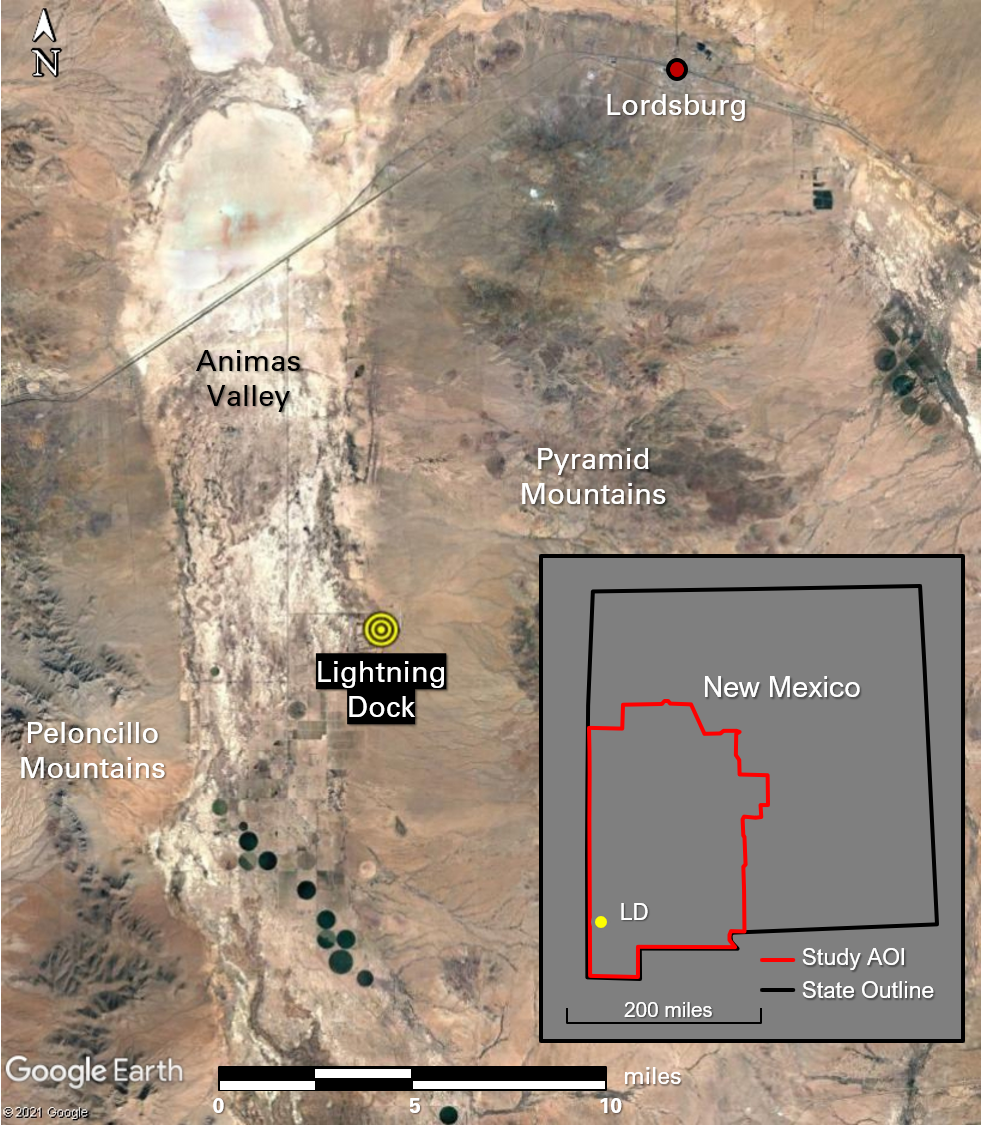 N
Lordsburg
Animas
Valley
Pyramid
Mountains
Lightning
Dock
Peloncillo
Mountains
New Mexico
LD
Study AOI
State Outline
200 miles
Google Earth
miles
© 2021 Google
0 5 10